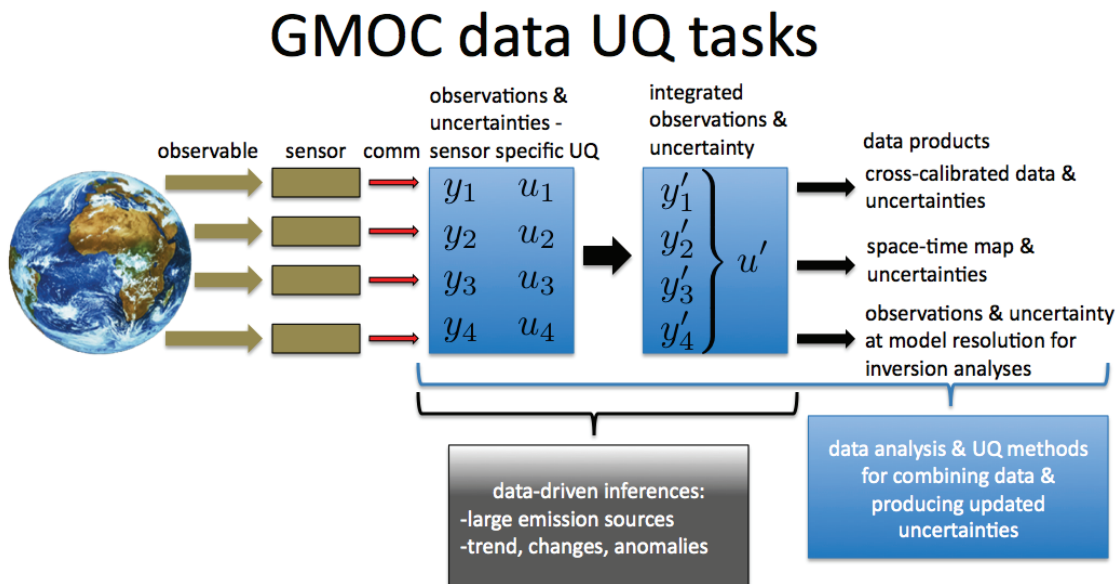 GMOC data UQ tasks
observable
sensor
comm
observations &
uncertainties -
sensor specific UQ
integrated
observations &
uncertainty
data products
y₁ u₁
y₂ u₂
y₃ u₃
y₄ u₄
y′₁
y′₂
y′₃
y′₄
u′
cross-calibrated data &
uncertainties
space-time map &
uncertainties
observations & uncertainty
at model resolution for
inversion analyses
data-driven inferences:
-large emission sources
-trend, changes, anomalies
data analysis & UQ methods
for combining data &
producing updated
uncertainties